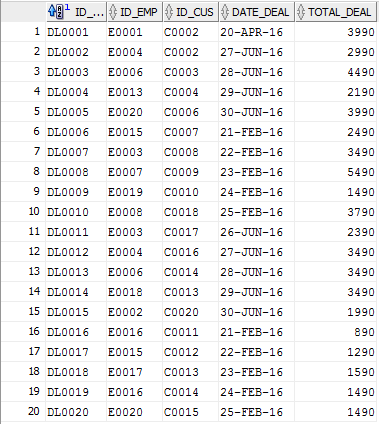 ID_... ID_EMP ID_CUS DATE_DEAL TOTAL_DEAL
1 DL0001 E0001 C0002 20-APR-16 3990
2 DL0002 E0004 C0002 27-JUN-16 2990
3 DL0003 E0006 C0003 28-JUN-16 4490
4 DL0004 E0013 C0004 29-JUN-16 2190
5 DL0005 E0020 C0006 30-JUN-16 3990
6 DL0006 E0015 C0007 21-FEB-16 2490
7 DL0007 E0003 C0008 22-FEB-16 3490
8 DL0008 E0007 C0009 23-FEB-16 5490
9 DL0009 E0019 C0010 24-FEB-16 1490
10 DL0010 E0008 C0018 25-FEB-16 3790
11 DL0011 E0003 C0017 26-JUN-16 2390
12 DL0012 E0004 C0016 27-JUN-16 3490
13 DL0013 E0006 C0014 28-JUN-16 3490
14 DL0014 E0018 C0013 29-JUN-16 3490
15 DL0015 E0002 C0020 30-JUN-16 1990
16 DL0016 E0016 C0011 21-FEB-16 890
17 DL0017 E0015 C0012 22-FEB-16 1290
18 DL0018 E0017 C0013 23-FEB-16 1590
19 DL0019 E0016 C0014 24-FEB-16 1490
20 DL0020 E0020 C0015 25-FEB-16 1490